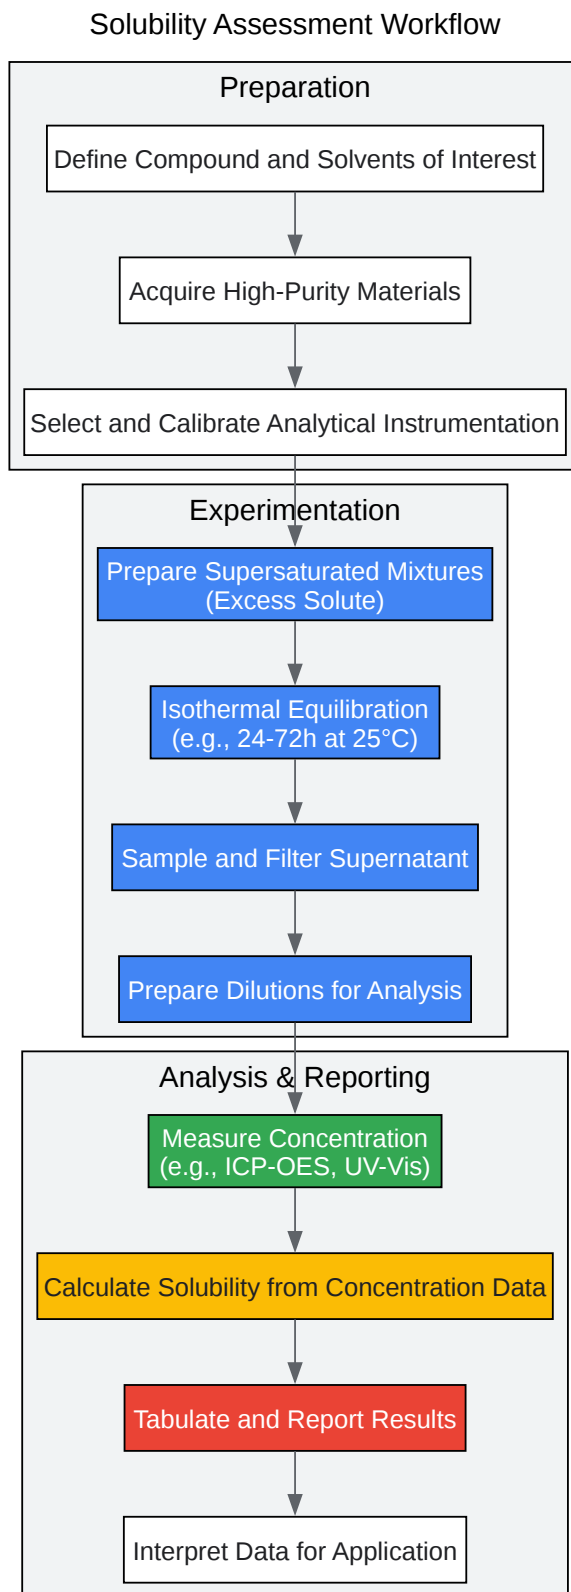 Solubility Assessment Workflow
Preparation
Define Compound and Solvents of Interest
Acquire High-Purity Materials
Select and Calibrate Analytical Instrumentation
Experimentation
Prepare Supersaturated Mixtures
(Excess Solute)
Isothermal Equilibration
(e.g., 24-72h at 25°C)
Sample and Filter Supernatant
Prepare Dilutions for Analysis
Analysis & Reporting
Measure Concentration
(e.g., ICP-OES, UV-Vis)
Calculate Solubility from Concentration Data
Tabulate and Report Results
Interpret Data for Application